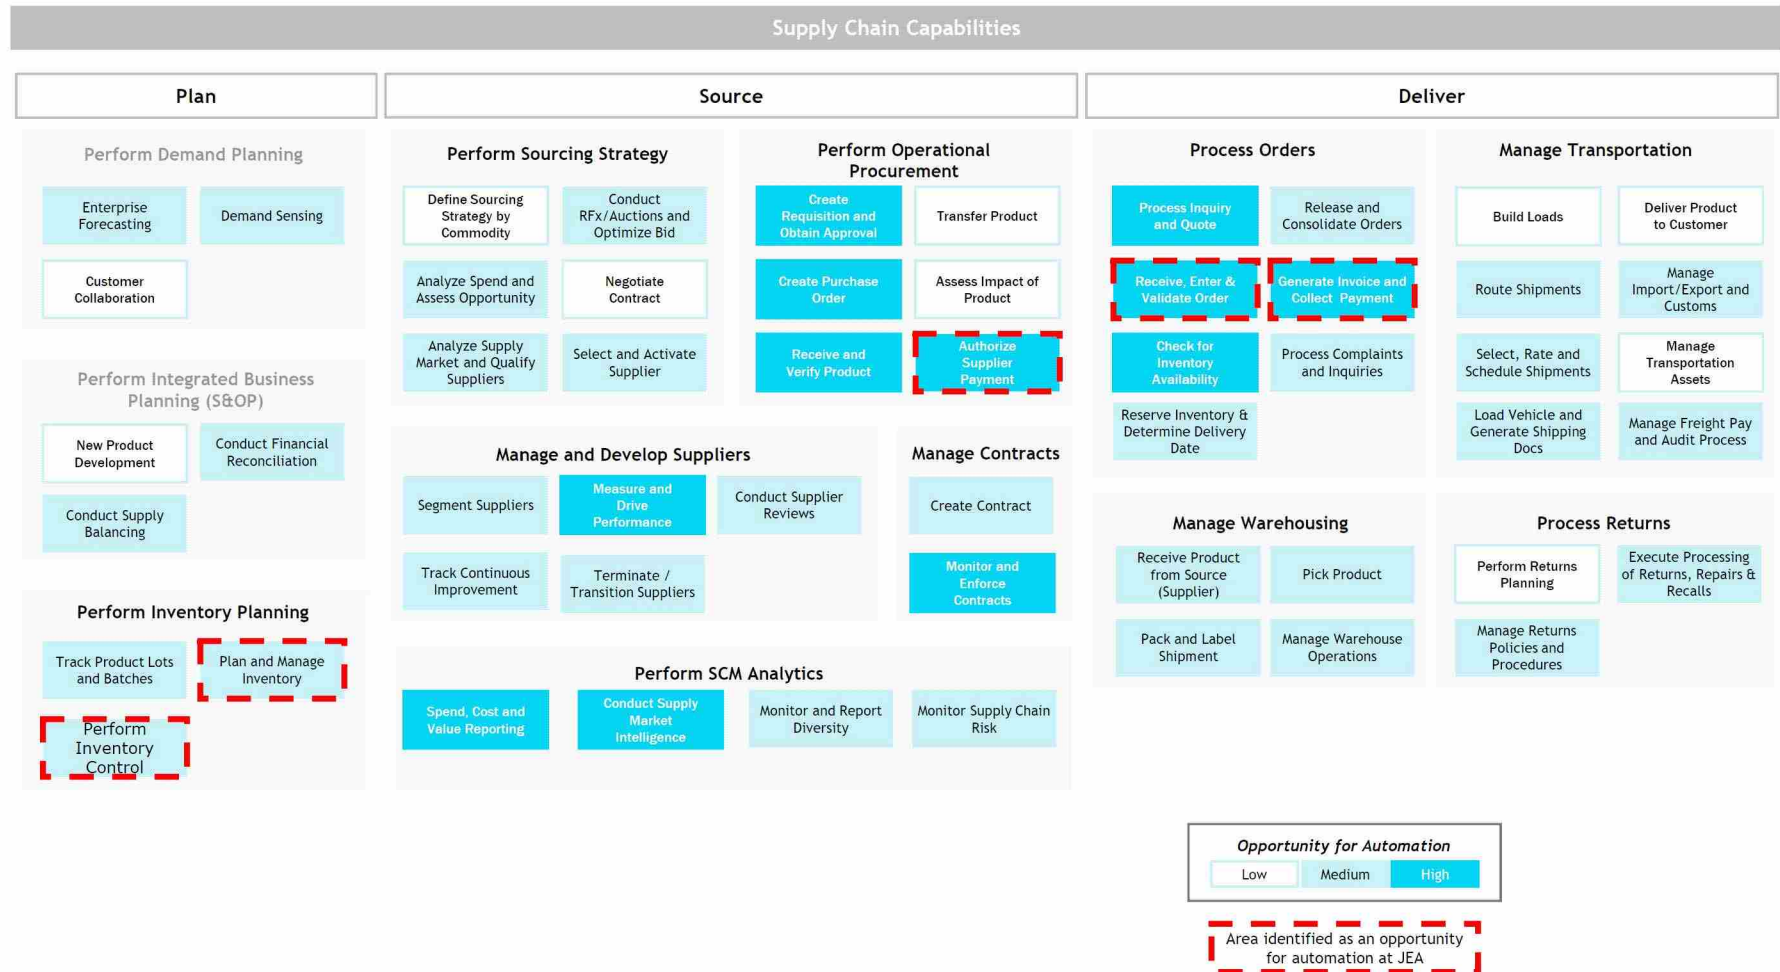 Supply Chain Capabilities
Plan
Source
Deliver
Perform Demand Planning
Enterprise
Forecasting
Demand Sensing
Customer
Collaboration
Perform Integrated Business
Planning (S&OP)
New Product
Development
Conduct Financial
Reconciliation
Conduct Supply
Balancing
Perform Inventory Planning
Track Product Lots
and Batches
Plan and Manage
Inventory
Perform
Inventory
Control
Perform Sourcing Strategy
Define Sourcing
Strategy by
Commodity
Conduct
RFx/Auctions and
Optimize Bid
Analyze Spend and
Assess Opportunity
Negotiate
Contract
Analyze Supply
Market and Qualify
Suppliers
Select and Activate
Supplier
Perform Operational
Procurement
Create
Requisition and
Obtain Approval
Transfer Product
Create Purchase
Order
Assess Impact of
Product
Receive and
Verify Product
Authorize
Supplier
Payment
Manage and Develop Suppliers
Segment Suppliers
Measure and
Drive
Performance
Conduct Supplier
Reviews
Track Continuous
Improvement
Terminate /
Transition Suppliers
Manage Contracts
Create Contract
Monitor and
Enforce
Contracts
Perform SCM Analytics
Spend, Cost and
Value Reporting
Conduct Supply
Market
Intelligence
Monitor and Report
Diversity
Monitor Supply Chain
Risk
Process Orders
Process Inquiry
and Quote
Release and
Consolidate Orders
Receive, Enter &
Validate Order
Generate Invoice and
Collect Payment
Check for
Inventory
Availability
Process Complaints
and Inquiries
Reserve Inventory &
Determine Delivery
Date
Manage Transportation
Build Loads
Deliver Product
to Customer
Route Shipments
Manage
Import/Export and
Customs
Select, Rate and
Schedule Shipments
Manage
Transportation
Assets
Load Vehicle and
Generate Shipping
Docs
Manage Freight Pay
and Audit Process
Manage Warehousing
Receive Product
from Source
(Supplier)
Pick Product
Pack and Label
Shipment
Manage Warehouse
Operations
Process Returns
Perform Returns
Planning
Execute Processing
of Returns, Repairs &
Recalls
Manage Returns
Policies and
Procedures
Opportunity for Automation
Low
Medium
High
Area identified as an opportunity
for automation at JEA